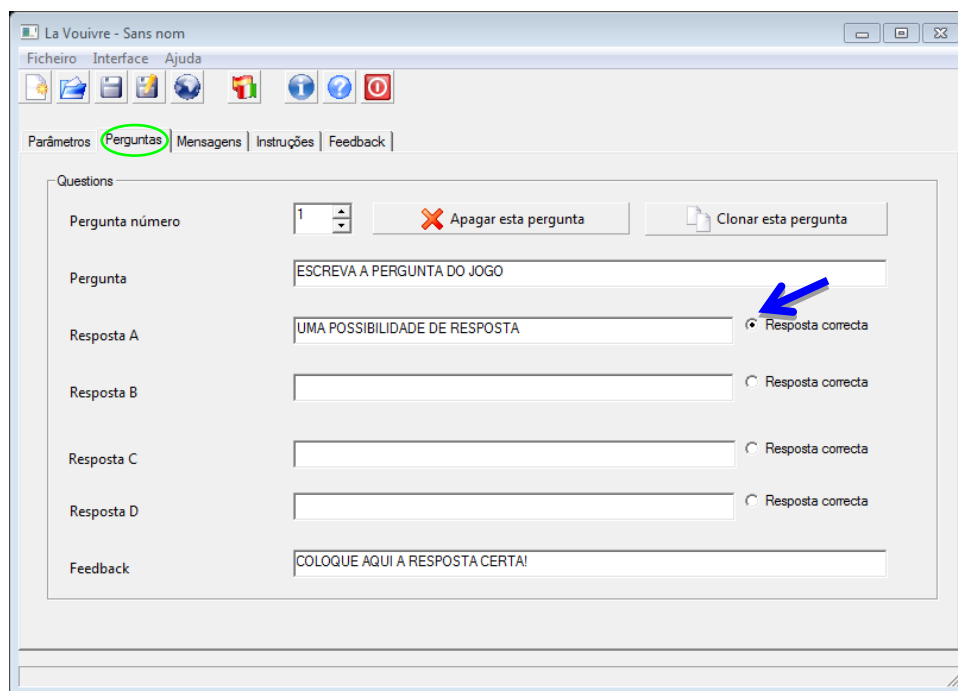 La Vouivre - Sans nom
Ficheiro Interface Ajuda
Parâmetros Perguntas Mensagens Instruções Feedback
Questions
Pergunta número 1 Apagar esta pergunta Clonar esta pergunta
Pergunta ESCREVA A PERGUNTA DO JOGO
Resposta A UMA POSSIBILIDADE DE RESPOSTA Resposta correcta
Resposta B Resposta correcta
Resposta C Resposta correcta
Resposta D Resposta correcta
Feedback COLOQUE AQUI A RESPOSTA CERTA!